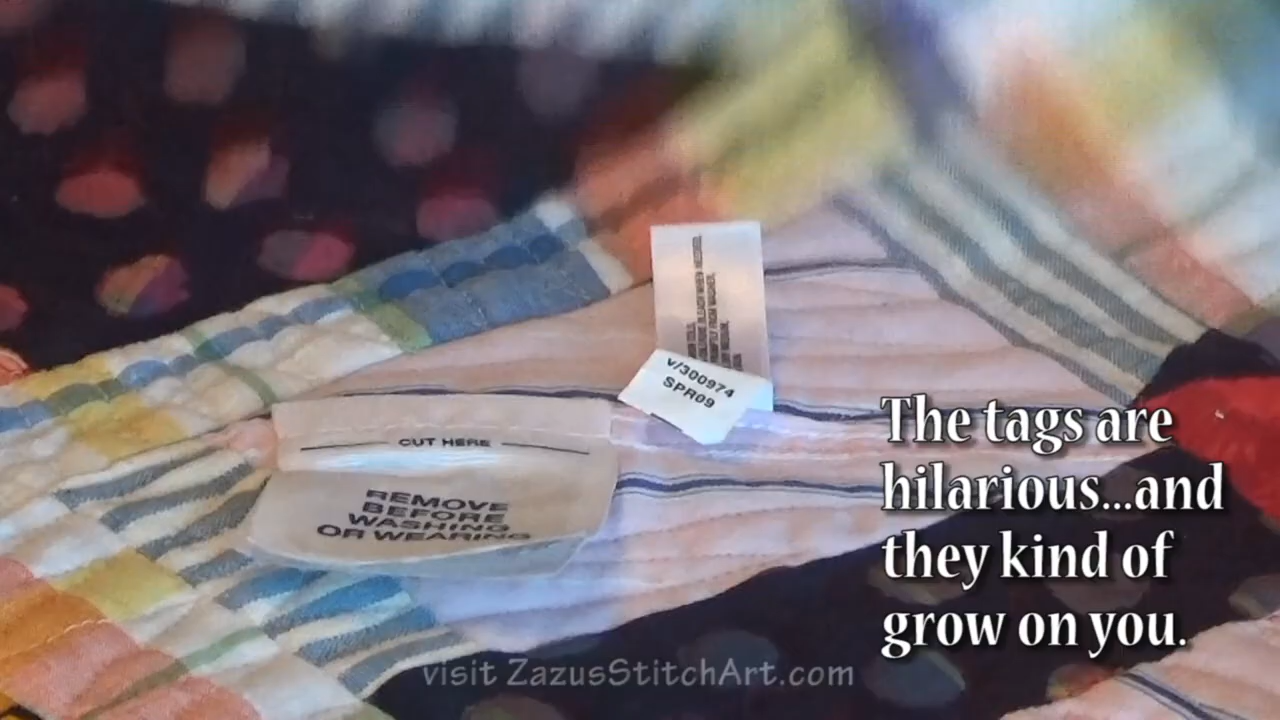 v/300974
SPR09
CUT HERE
REMOVE
BEFORE
WASHING
OR WEARING
The tags are
hilarious...and
they kind of
grow on you.
visit ZazusStitchArt.com